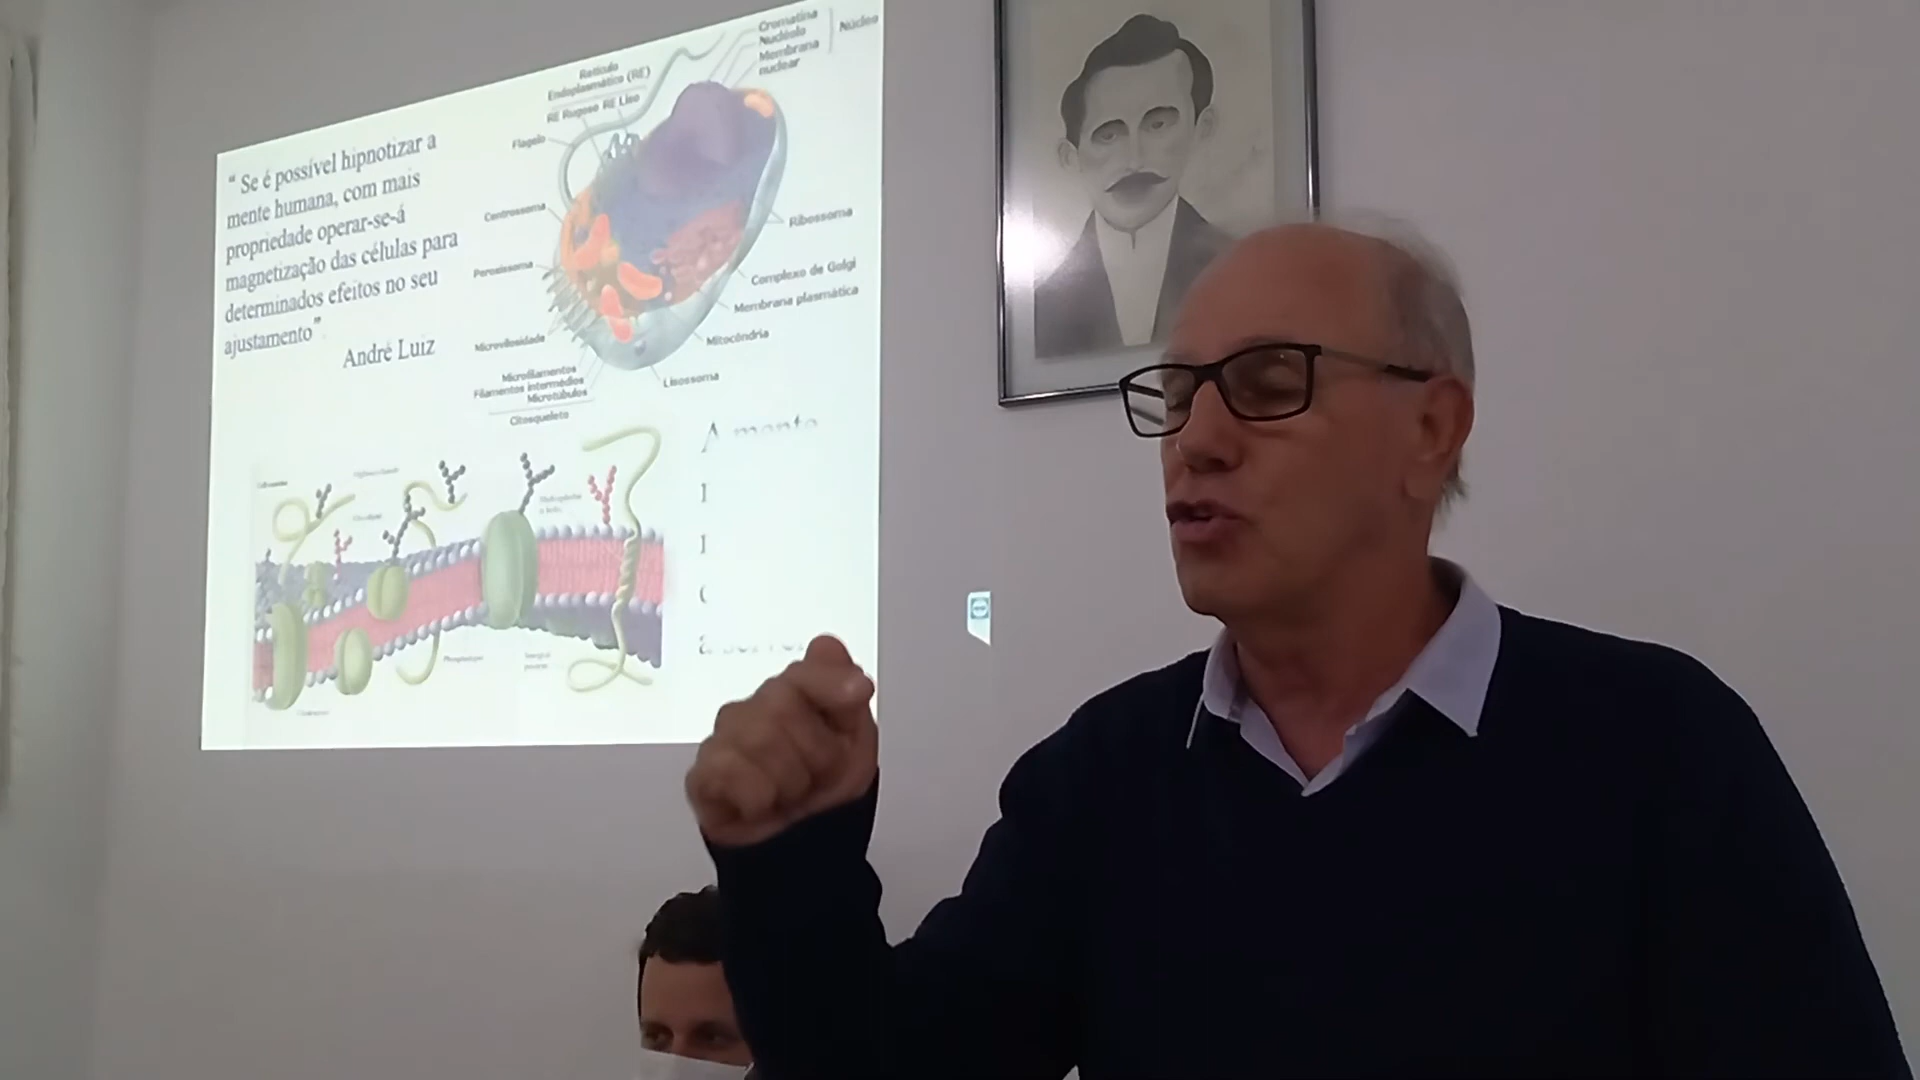 “ Se é possível hipnotizar a
mente humana, com mais
propriedade operar-se-á
magnetização das células para
determinados efeitos no seu
ajustamento”
André Luiz
Cromatina
Nucléolo
Membrana
nuclear
Núcleo
Retículo
Endoplasmático (RE)
RE Rugoso RE Liso
Flagelo
Centrossoma
Peroxissoma
Microvilosidade
Microfilamentos
Filamentos intermédios
Microtúbulos
Citosqueleto
Ribossoma
Complexo de Golgi
Membrana plasmática
Mitocôndria
Lisossoma
A mente